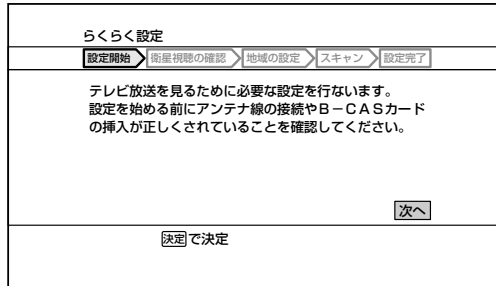 らくらく設定
設定開始 衛星視聴の確認 地域の設定 スキャン 設定完了
テレビ放送を見るために必要な設定を行ないます。
設定を始める前にアンテナ線の接続やB－CASカード
の挿入が正しくされていることを確認してください。
次へ
決定で決定